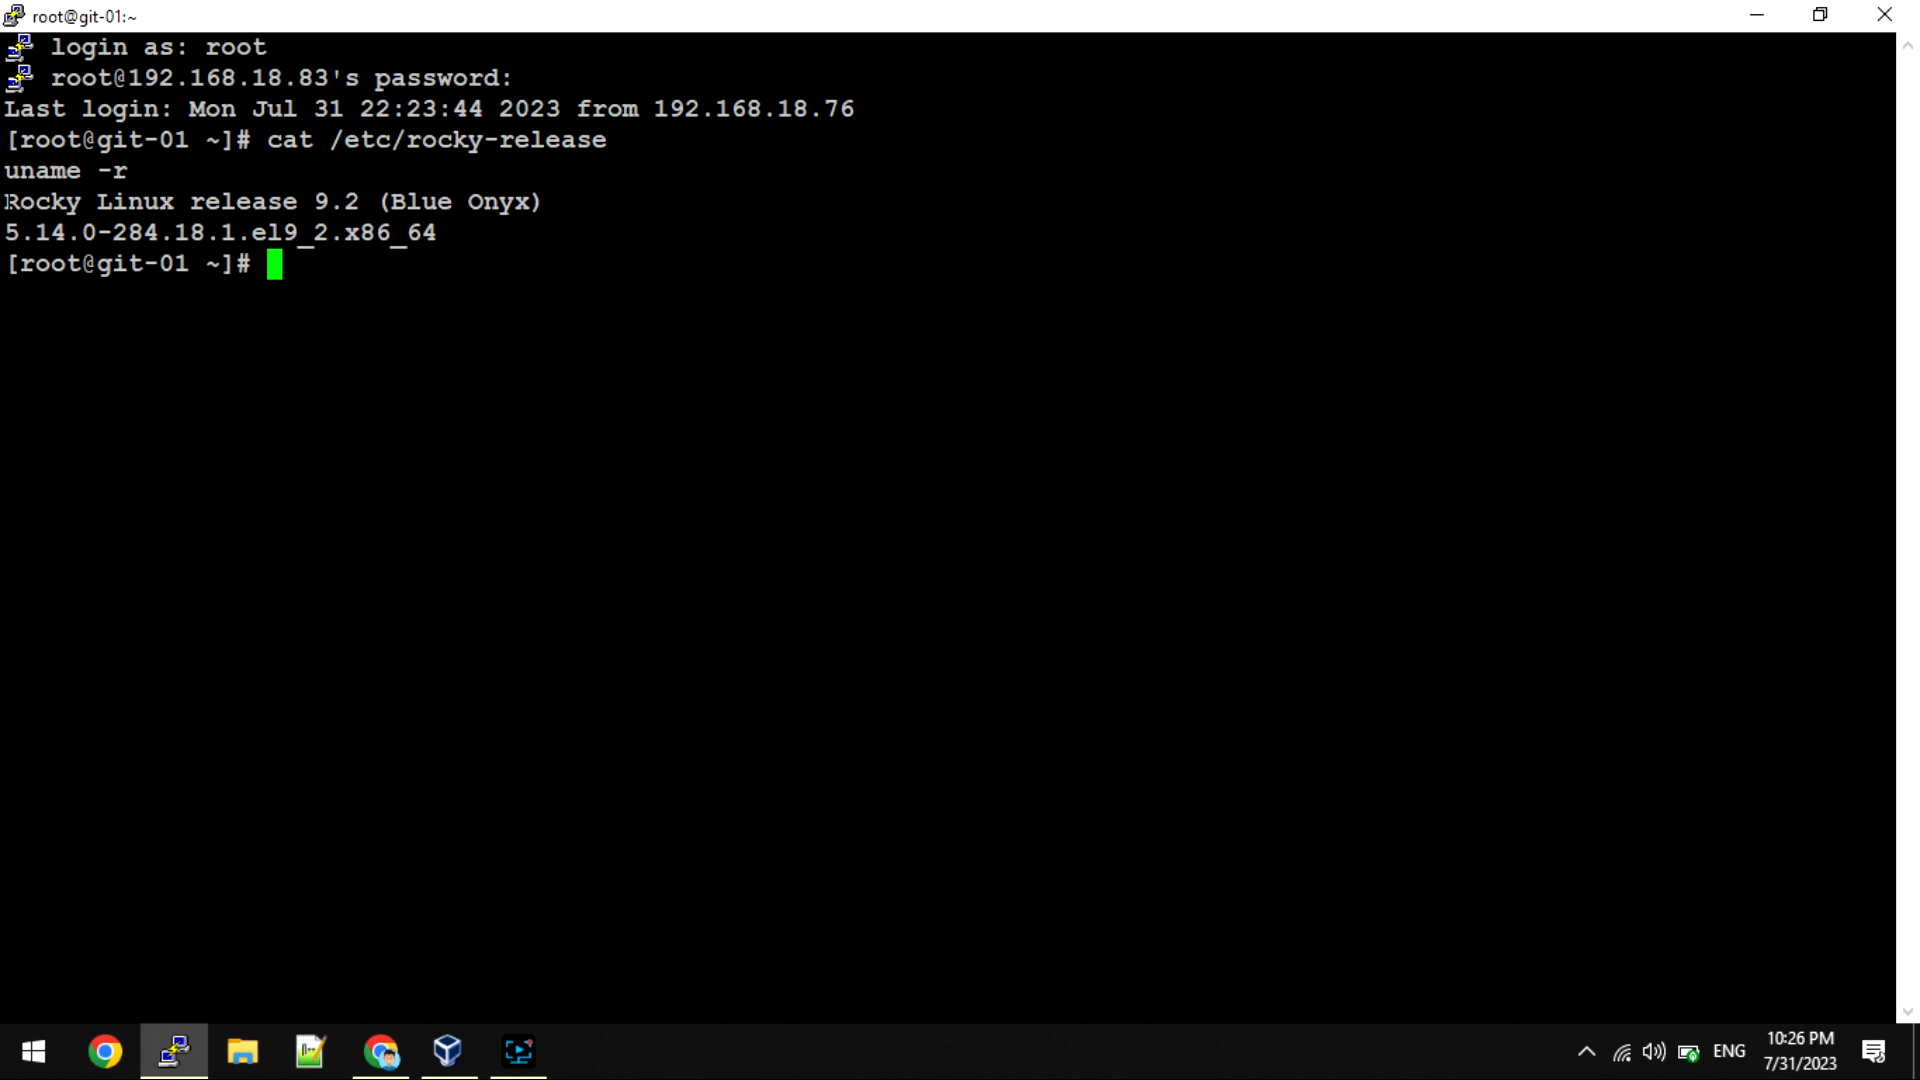 root@git-01:~
login as: root
root@192.168.18.83's password:
Last login: Mon Jul 31 22:23:44 2023 from 192.168.18.76
[root@git-01 ~]# cat /etc/rocky-release
uname -r
Rocky Linux release 9.2 (Blue Onyx)
5.14.0-284.18.1.el9_2.x86_64
[root@git-01 ~]#
ENG
10:26 PM
7/31/2023